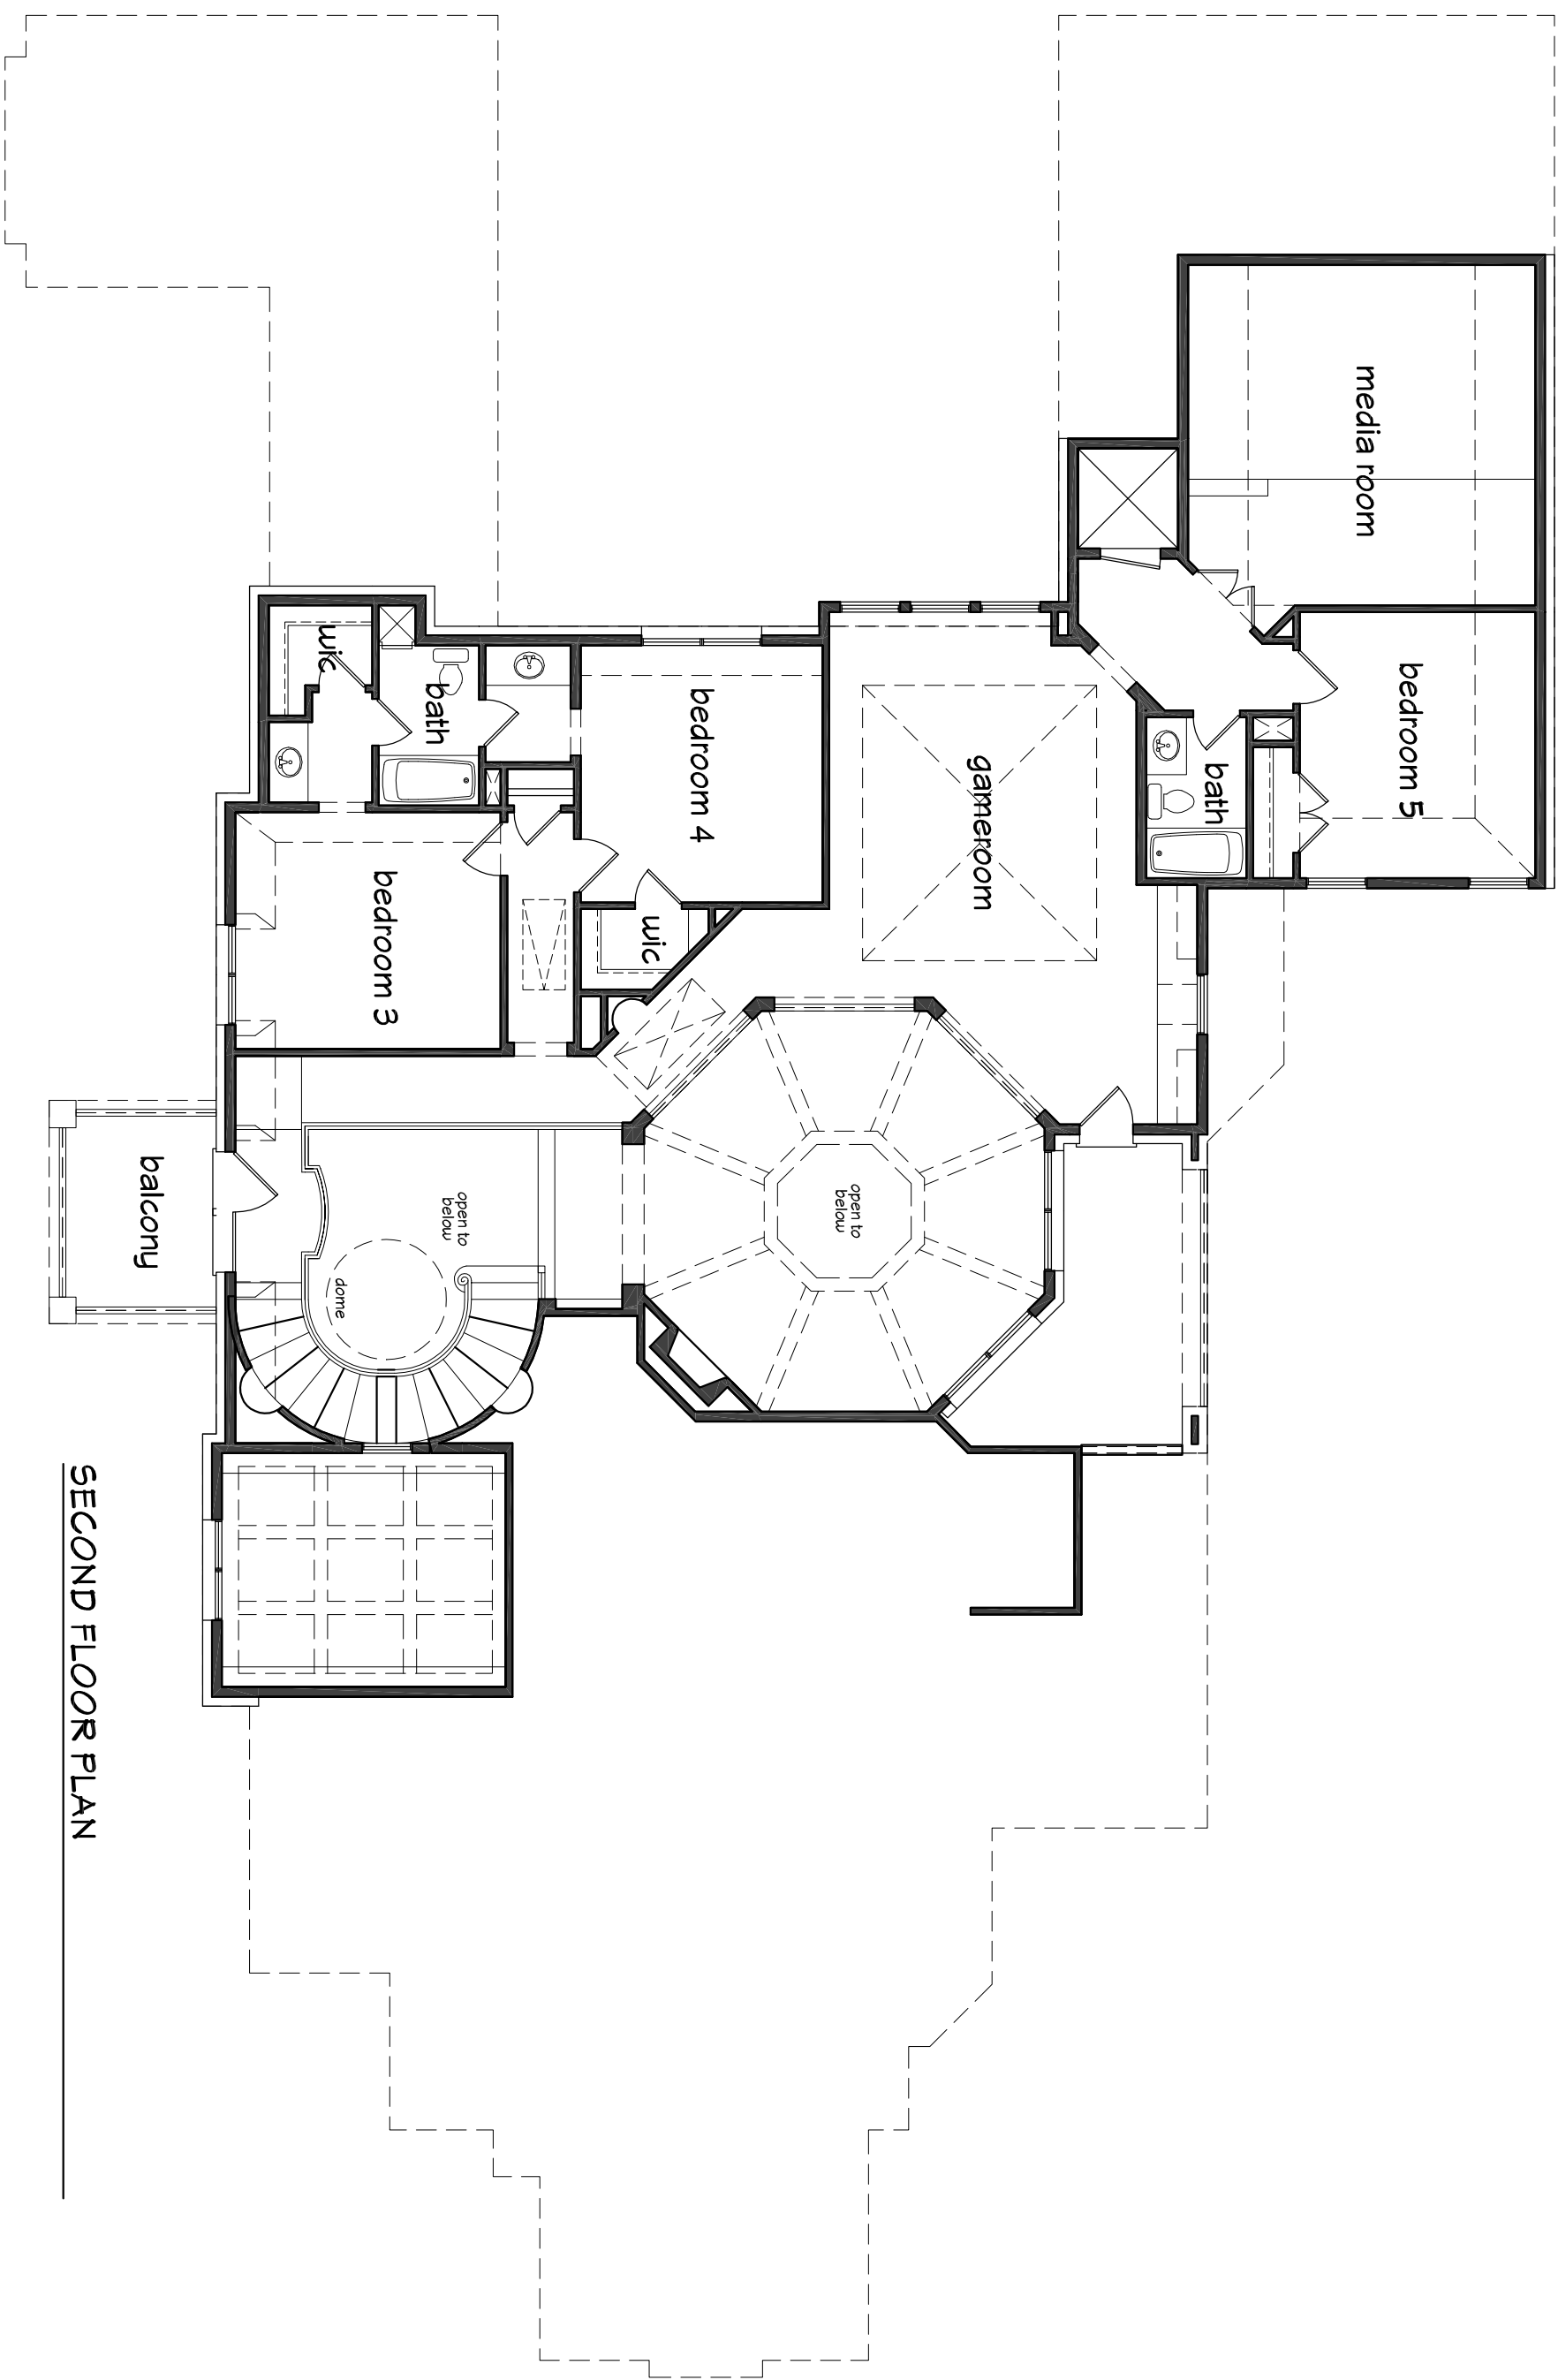 media room
bedroom 5
bath
gameroom
bedroom 4
wic
bath
wic
bedroom 3
open to
below
open to
below
dome
balcony
SECOND FLOOR PLAN